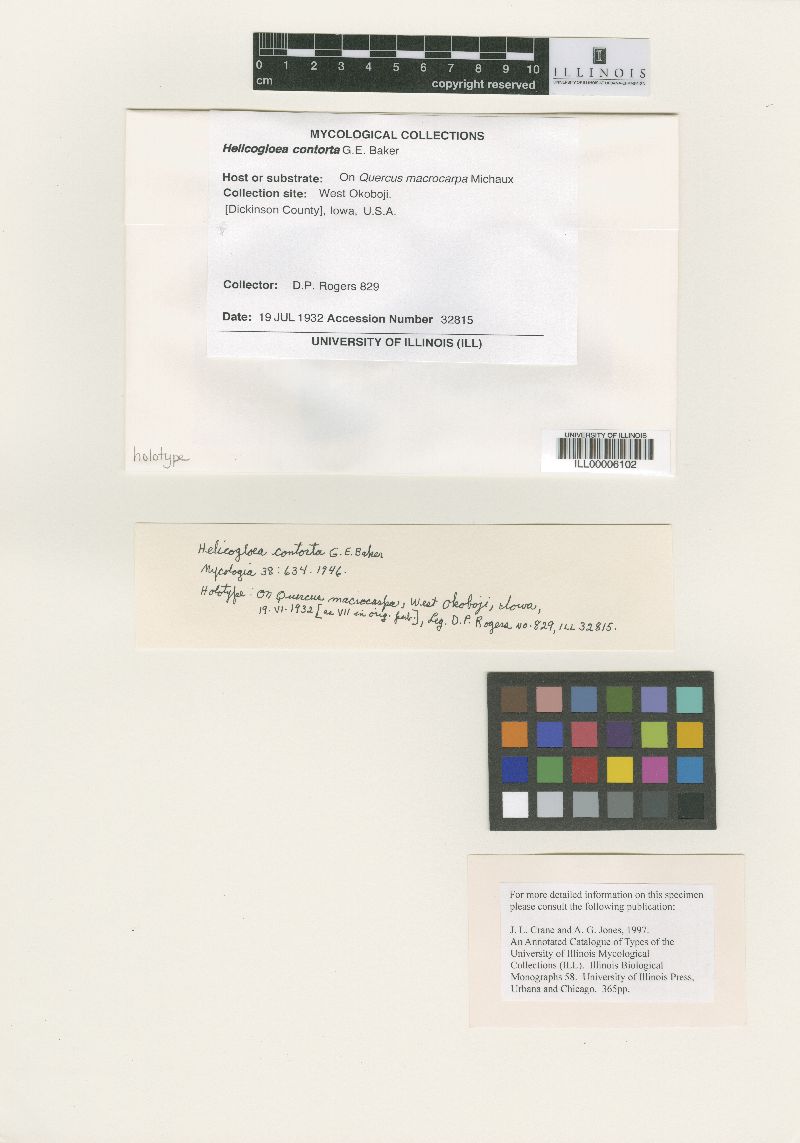 0 1 2 3 4 5 6 7 8 9 10
cm
copyright reserved
I
ILLINOIS
UNIVERSITY OF ILLINOIS AT URBANA-CHAMPAIGN
MYCOLOGICAL COLLECTIONS
Helicogloea contorta G.E. Baker
Host or substrate: On Quercus macrocarpa Michaux
Collection site: West Okoboji.
[Dickinson County], Iowa, U.S.A.
Collector: D.P. Rogers 829
Date: 19 JUL 1932 Accession Number 32815
UNIVERSITY OF ILLINOIS (ILL)
holotype
UNIVERSITY OF ILLINOIS
ILL00006102
Helicogloea contorta G.E.Baker
Mycologia 38:634.1946.
Holotype: On Quercus macrocarpa, West Okoboji, Iowa,
19.VI.1932 [as VII in orig. pub.], Leg. D.P. Rogers no. 829, ILL 32815.
For more detailed information on this specimen
please consult the following publication:
J. L. Crane and A. G. Jones, 1997.
An Annotated Catalogue of Types of the
University of Illinois Mycological
Collections (ILL). Illinois Biological
Monographs 58. University of Illinois Press,
Urbana and Chicago. 365pp.